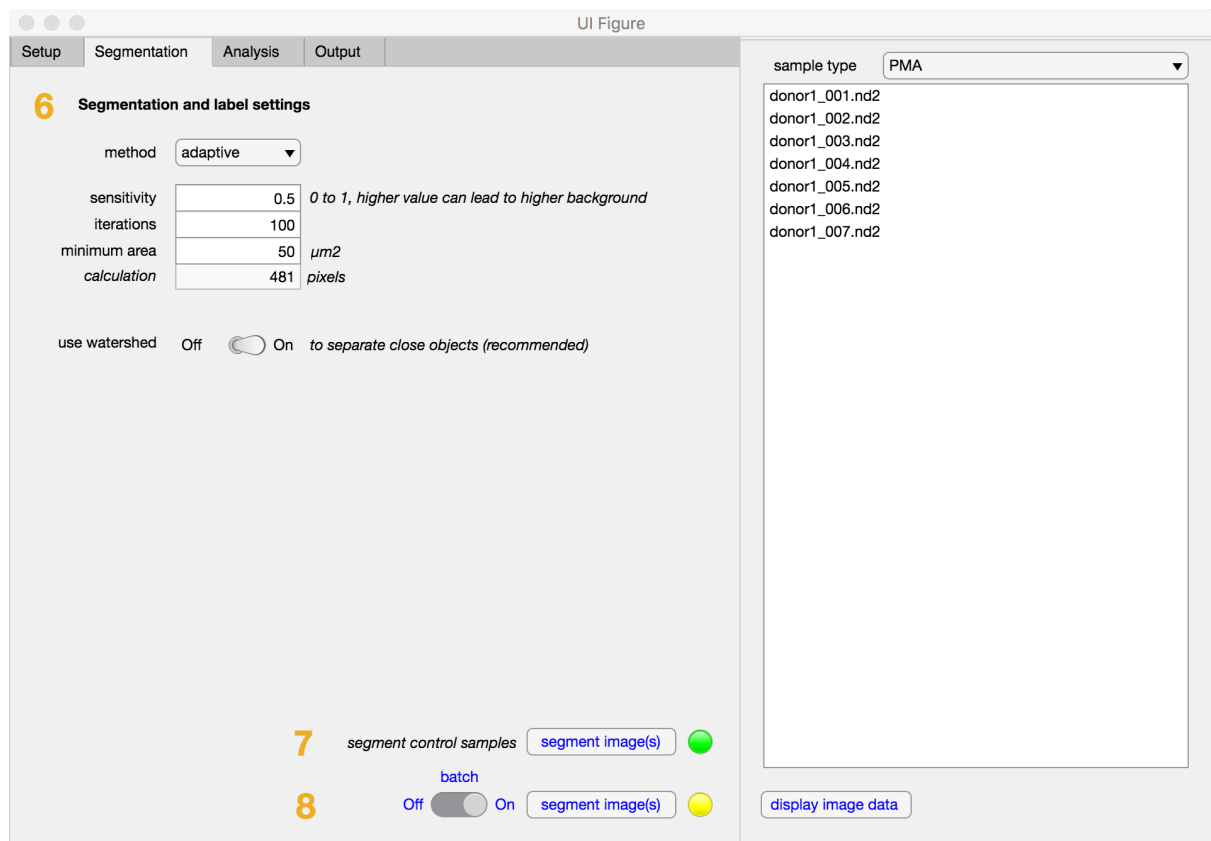 UI Figure
Setup Segmentation Analysis Output
6 Segmentation and label settings
method adaptive
sensitivity 0.5 0 to 1, higher value can lead to higher background
iterations 100
minimum area 50 μm2
calculation 481 pixels
use watershed Off On to separate close objects (recommended)
7 segment control samples segment image(s)
batch
8 Off On segment image(s)
sample type PMA
donor1_001.nd2
donor1_002.nd2
donor1_003.nd2
donor1_004.nd2
donor1_005.nd2
donor1_006.nd2
donor1_007.nd2
display image data